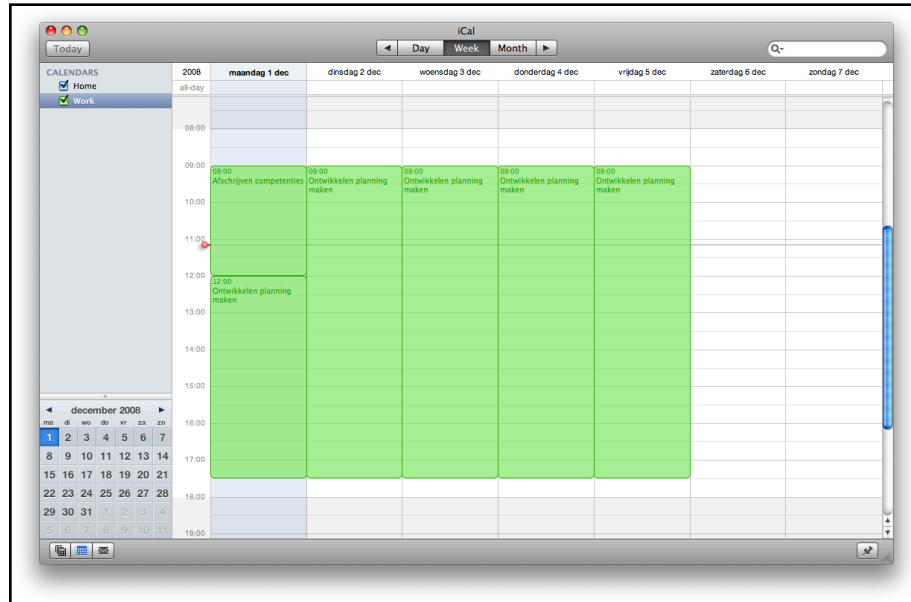 iCal
Today
◀ Day Week Month ▶
Q
CALENDARS
Home
Work
2008 maandag 1 dec dinsdag 2 dec woensdag 3 dec donderdag 4 dec vrijdag 5 dec zaterdag 6 dec zondag 7 dec
all-day
08:00
09:00
09:00 09:00 09:00 09:00 09:00
Afschrijven competenties Ontwikkelen planning Ontwikkelen planning Ontwikkelen planning Ontwikkelen planning
maken maken maken maken
10:00
11:00
12:00
12:00
Ontwikkelen planning
maken
13:00
14:00
15:00
16:00
17:00
18:00
19:00
◀ december 2008 ▶
ma di wo do vr za zo
1 2 3 4 5 6 7
8 9 10 11 12 13 14
15 16 17 18 19 20 21
22 23 24 25 26 27 28
29 30 31 1 2 3 4
5 6 7 8 9 10 11